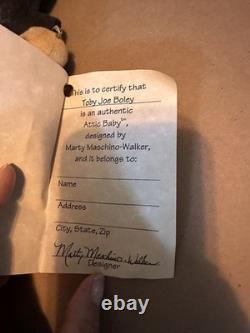 This is to certify that
Toby Joe Boley
is an authentic
Attic Baby™,
designed by
Marty Maschino-Walker,
and it belongs to:
Name
Address
City, State, Zip
Marty Maschino-Walker
Designer